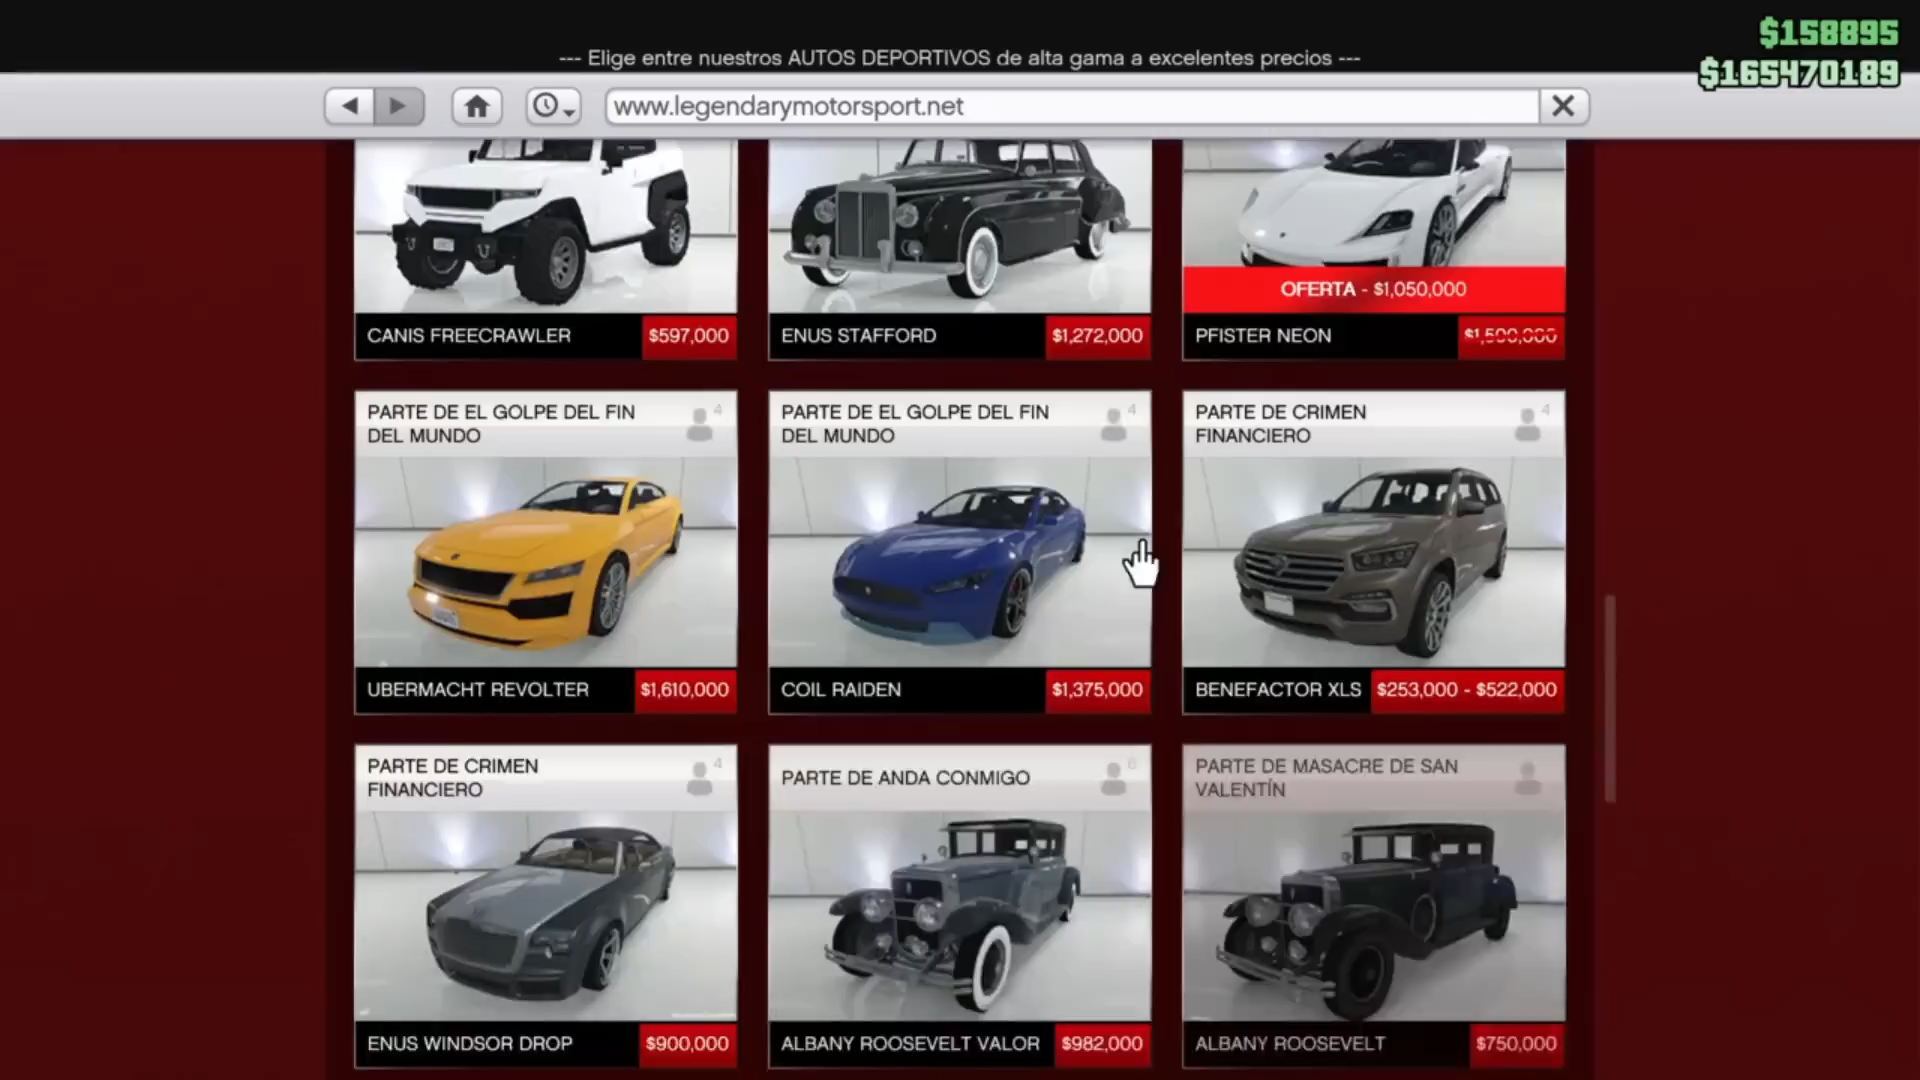 --- Elige entre nuestros AUTOS DEPORTIVOS de alta gama a excelentes precios ---
$158895
$165470189
www.legendarymotorsport.net
OFERTA - $1,050,000
CANIS FREECRAWLER $597,000
ENUS STAFFORD $1,272,000
PFISTER NEON $1,500,000
PARTE DE EL GOLPE DEL FIN
DEL MUNDO
4
PARTE DE EL GOLPE DEL FIN
DEL MUNDO
4
PARTE DE CRIMEN
FINANCIERO
4
UBERMACHT REVOLTER $1,610,000
COIL RAIDEN $1,375,000
BENEFACTOR XLS $253,000 - $522,000
PARTE DE CRIMEN
FINANCIERO
4
PARTE DE ANDA CONMIGO
6
PARTE DE MASACRE DE SAN
VALENTÍN
ENUS WINDSOR DROP $900,000
ALBANY ROOSEVELT VALOR $982,000
ALBANY ROOSEVELT $750,000